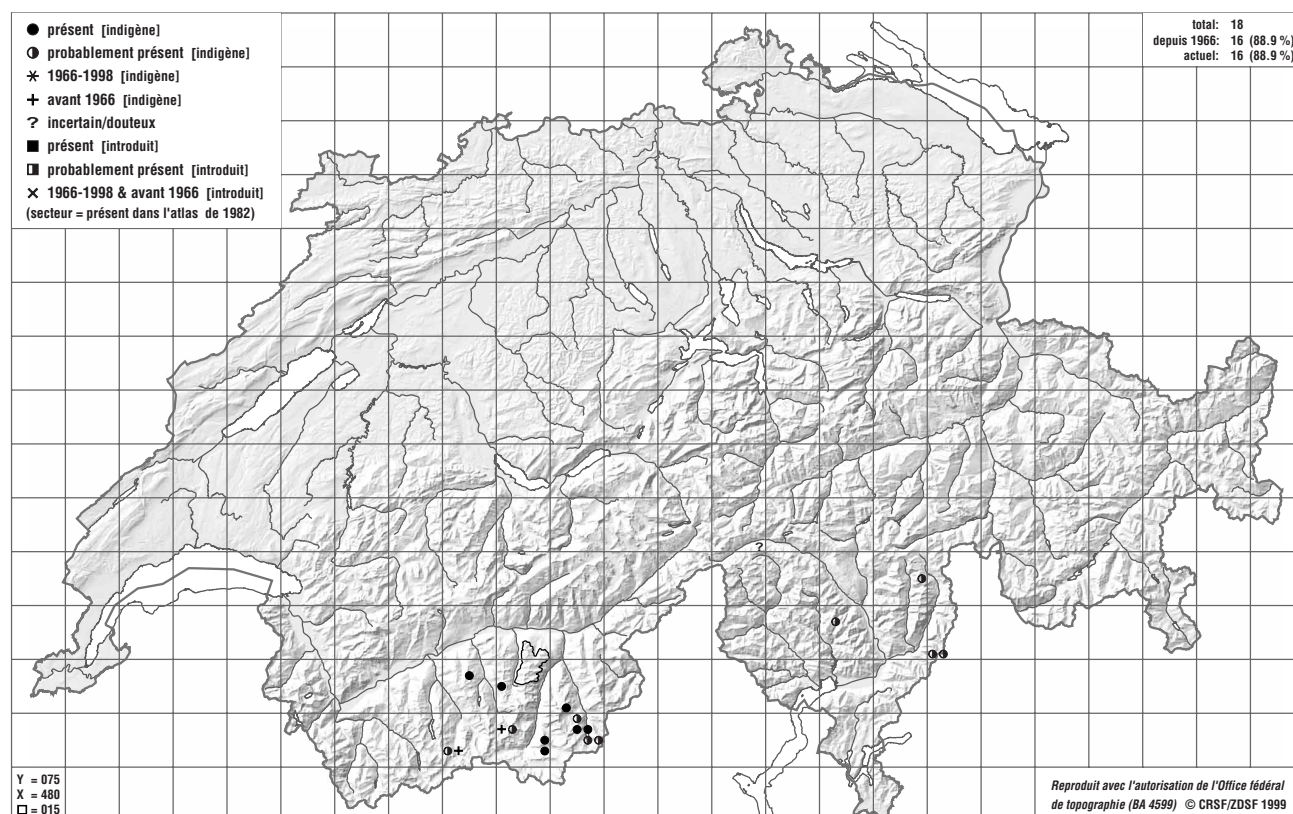 présent [indigène]
probablement présent [indigène]
1966-1998 [indigène]
avant 1966 [indigène]
? incertain/douteux
présent [introduit]
probablement présent [introduit]
1966-1998 & avant 1966 [introduit]
(secteur = présent dans l'atlas de 1982)
total: 18
depuis 1966: 16 (88.9 %)
actuel: 16 (88.9 %)
?
Y = 075
X = 480
= 015
Reproduit avec l'autorisation de l'Office fédéral
de topographie (BA 4599) © CRSF/ZDSF 1999